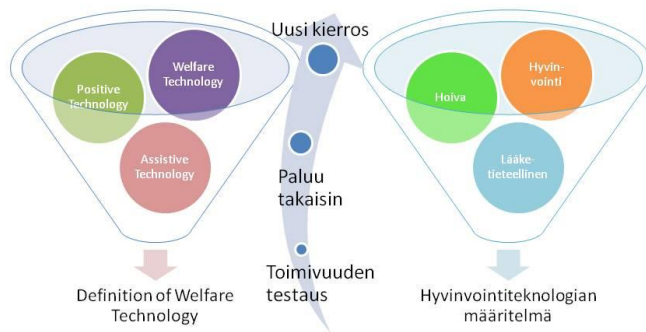 Positive
Technology
Welfare
Technology
Assistive
Technology
Definition of Welfare
Technology
Uusi kierros
Paluu
takaisin
Toimivuuden
testaus
Hoiva
Hyvin-
vointi
Lääke-
tieteellinen
Hyvinvointiteknologian
määritelmä